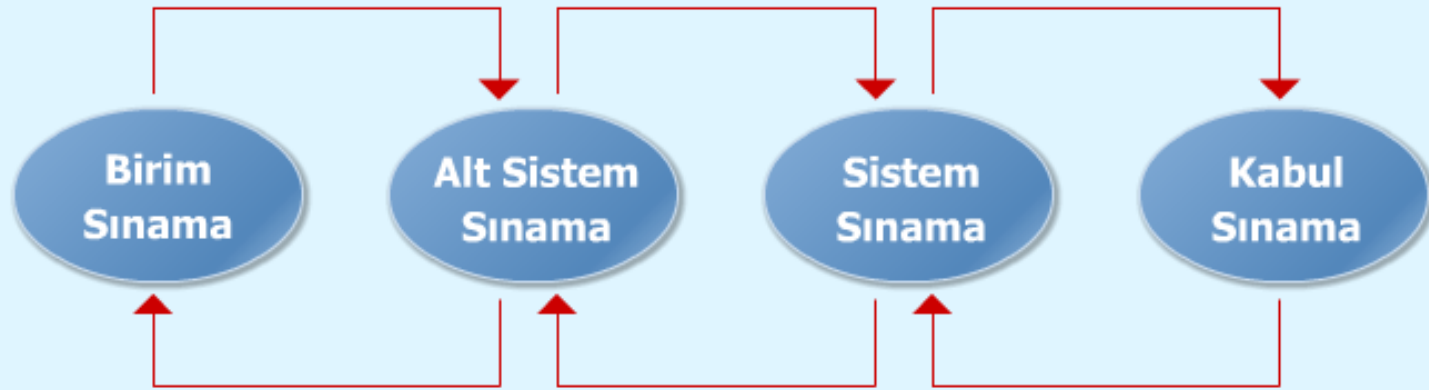 Birim
Sınama
Alt Sistem
Sınama
Sistem
Sınama
Kabul
Sınama